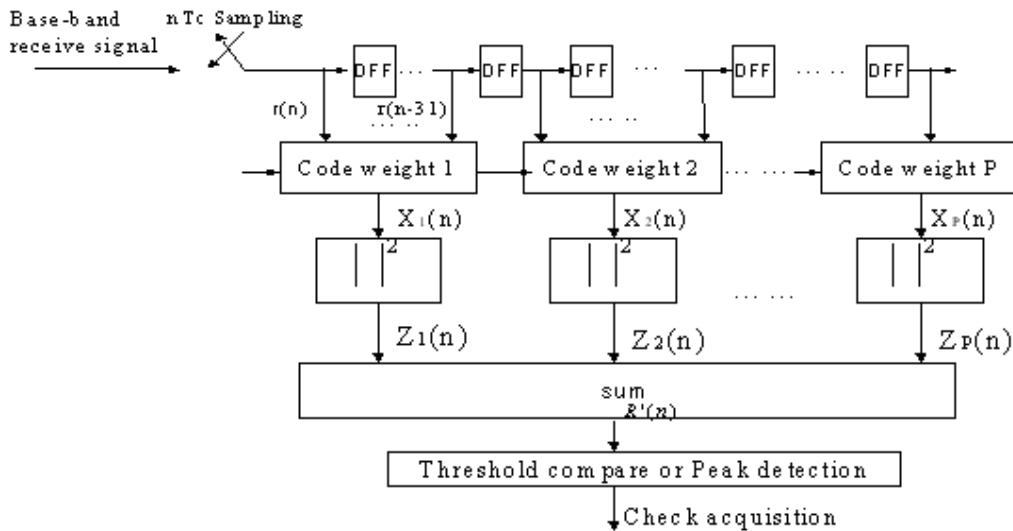 Base-band
receive signal
nTc Sampling
DFF ... DFF DFF ... DFF ... ... DFF
r(n)
r(n-31)
... ...
... ...
Code weight 1
Code weight 2
... ...
Code weight P
X1(n)
X2(n)
XP(n)
| |2
| |2
... ...
| |2
Z1(n)
Z2(n)
ZP(n)
sum
R'(n)
Threshold compare or Peak detection
Check acquisition